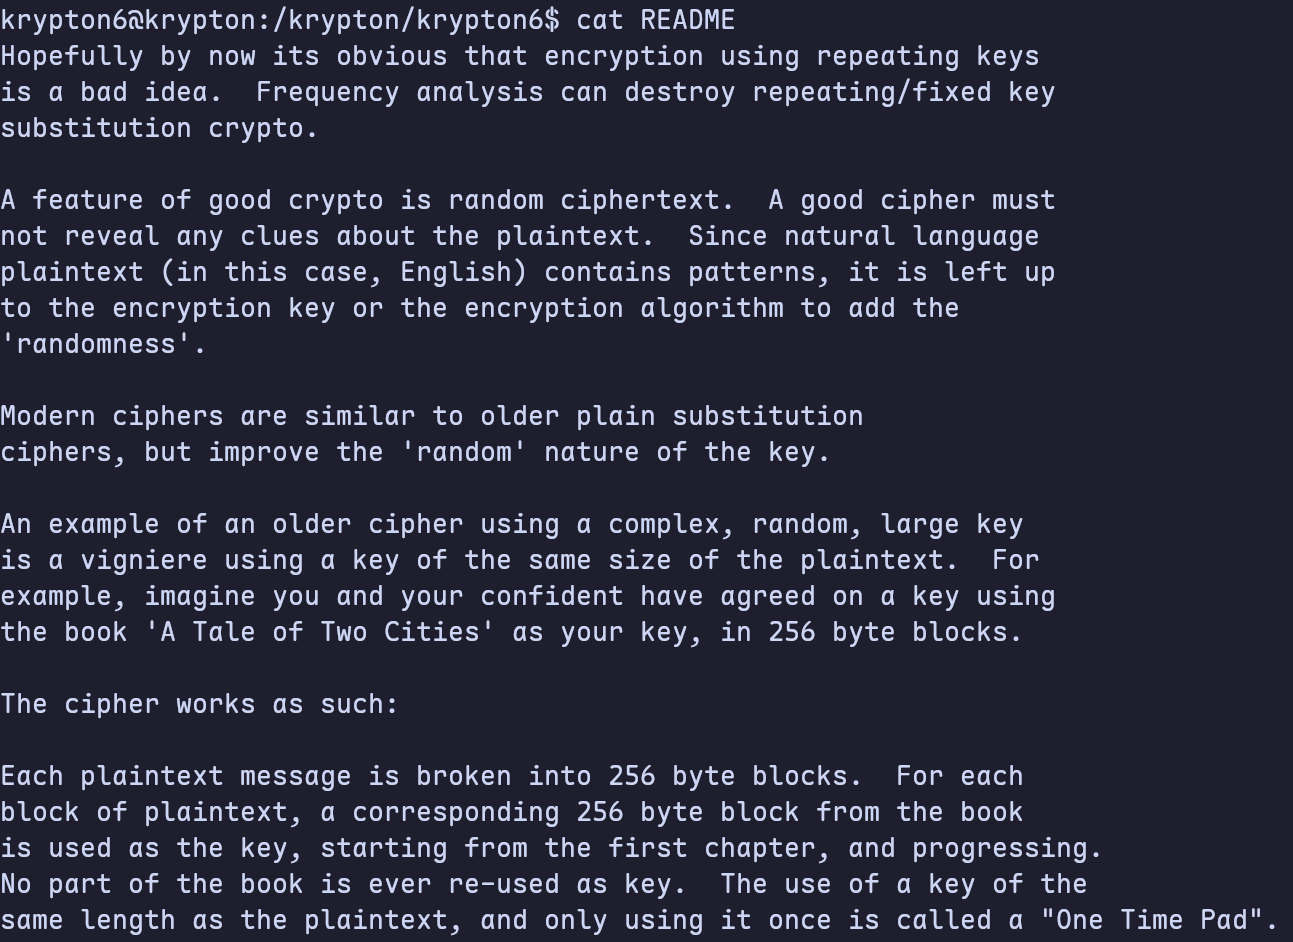 krypton6@krypton:/krypton/krypton6$ cat README
Hopefully by now its obvious that encryption using repeating keys
is a bad idea.  Frequency analysis can destroy repeating/fixed key
substitution crypto.

A feature of good crypto is random ciphertext.  A good cipher must
not reveal any clues about the plaintext.  Since natural language
plaintext (in this case, English) contains patterns, it is left up
to the encryption key or the encryption algorithm to add the
'randomness'.

Modern ciphers are similar to older plain substitution
ciphers, but improve the 'random' nature of the key.

An example of an older cipher using a complex, random, large key
is a vigniere using a key of the same size of the plaintext.  For
example, imagine you and your confident have agreed on a key using
the book 'A Tale of Two Cities' as your key, in 256 byte blocks.

The cipher works as such:

Each plaintext message is broken into 256 byte blocks.  For each
block of plaintext, a corresponding 256 byte block from the book
is used as the key, starting from the first chapter, and progressing.
No part of the book is ever re-used as key.  The use of a key of the
same length as the plaintext, and only using it once is called a "One Time Pad".